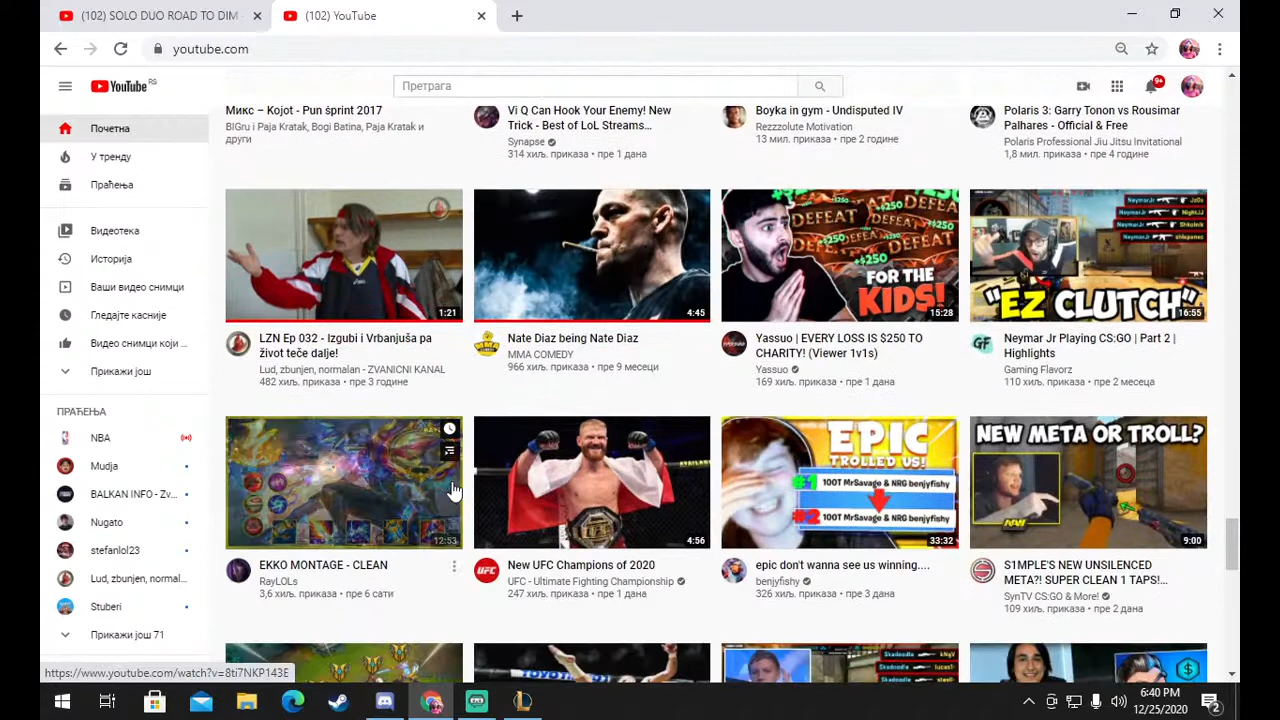 (102) SOLO DUO ROAD TO DIM
(102) YouTube
youtube.com
YouTube RS
Претрага
9+
Почетна
У тренду
Праћења
Видеотека
Историја
Ваши видео снимци
Гледајте касније
Видео снимци који ...
Прикажи још
ПРАЋЕЊА
NBA
Mudja
BALKAN INFO - Zv...
Nugato
stefanlol23
Lud, zbunjen, normal...
Stuberi
Прикажи још 71
Микс – Kojot - Pun šprint 2017
BIGru i Paja Kratak, Bogi Batina, Paja Kratak и
други
Vi Q Can Hook Your Enemy! New
Trick - Best of LoL Streams...
Synapse
314 хиљ. приказа • пре 1 дана
Boyka in gym - Undisputed IV
Rezzzolute Motivation
13 мил. приказа • пре 2 године
Polaris 3: Garry Tonon vs Rousimar
Palhares - Official & Free
Polaris Professional Jiu Jitsu Invitational
1,8 мил. приказа • пре 4 године
1:21
LZN Ep 032 - Izgubi i Vrbanjuša pa
život teče dalje!
Lud, zbunjen, normalan - ZVANICNI KANAL
482 хиљ. приказа • пре 3 године
4:45
Nate Diaz being Nate Diaz
MMA COMEDY
966 хиљ. приказа • пре 9 месеци
+$250
DEFEAT
FOR THE
KIDS!
15:28
Yassuo | EVERY LOSS IS $250 TO
CHARITY! (Viewer 1v1s)
Yassuo
169 хиљ. приказа • пре 1 дана
"EZ CLUTCH"
16:55
Neymar Jr Playing CS:GO | Part 2 |
Highlights
Gaming Flavorz
110 хиљ. приказа • пре 2 месеца
12:53
EKKO MONTAGE - CLEAN
RayLOLs
3,6 хиљ. приказа • пре 6 сати
4:56
New UFC Champions of 2020
UFC - Ultimate Fighting Championship
247 хиљ. приказа • пре 1 дана
EPIC
TROLLED US!
#1 100T MrSavage & NRG benjyfishy
#2 100T MrSavage & NRG benjyfishy
33:32
epic don't wanna see us winning....
benjyfishy
326 хиљ. приказа • пре 3 дана
NEW META OR TROLL?
9:00
S1MPLE'S NEW UNSILENCED
META?! SUPER CLEAN 1 TAPS!...
SynTV CS:GO & More!
109 хиљ. приказа • пре 2 дана
https://www.youtube.com/watch?v=8ti7NKP143E
6:40 PM
12/25/2020
2